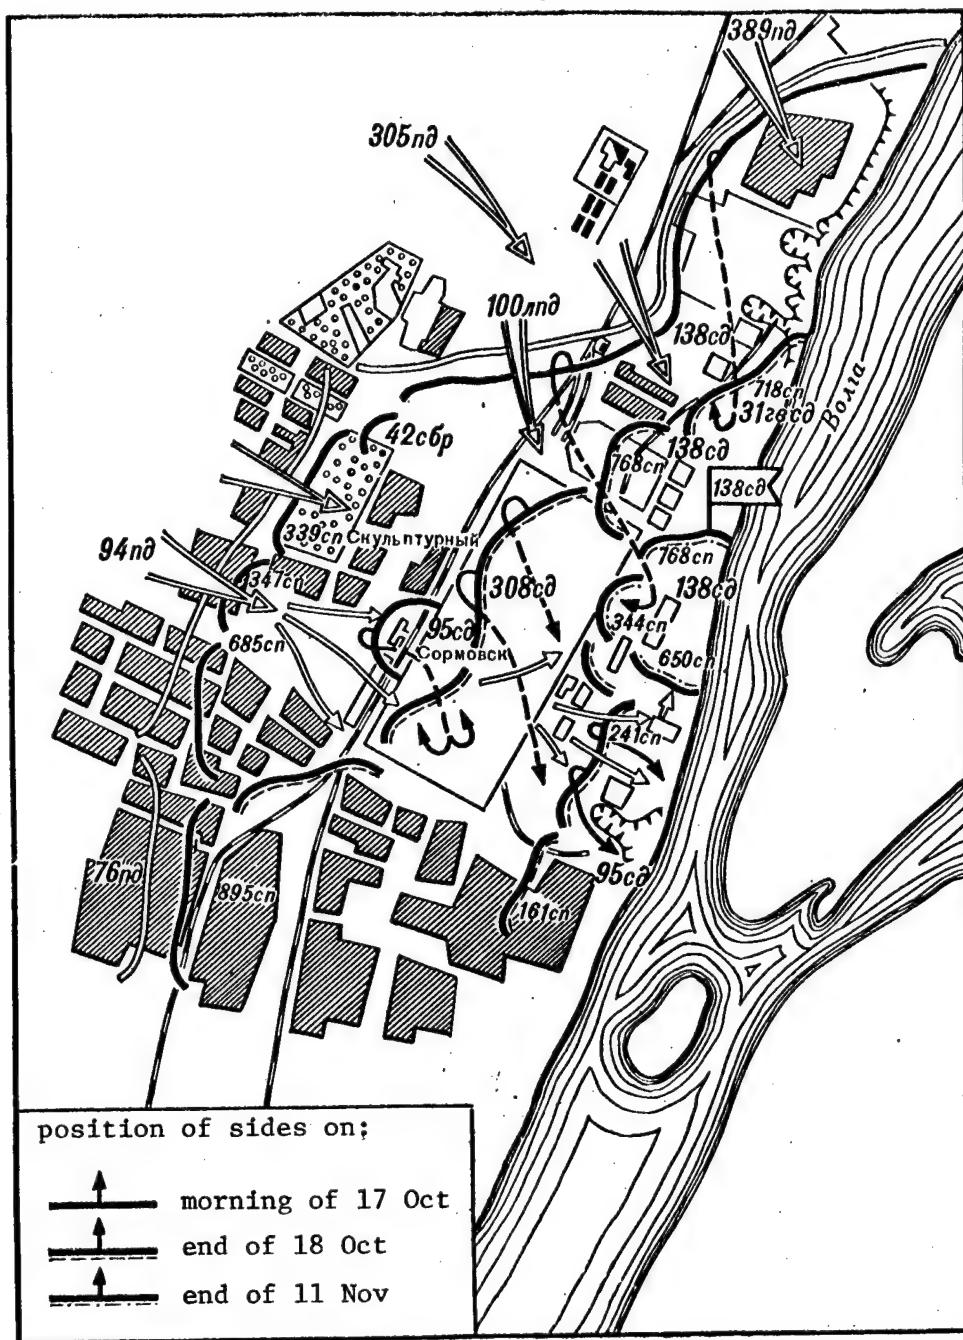 389пд
305пд
100лпд
138сд
718сп
Волга
31гв.сд
42сбр
768сп
138сд
138сд
339сп
Скульптурный
768сп
94пд
347сп
308сд
138сд
344сп
685сп
95сд
Сормовск
650сп
241сп
76пд
895сп
161сп
95сд
position of sides on:
morning of 17 Oct
end of 18 Oct
end of 11 Nov